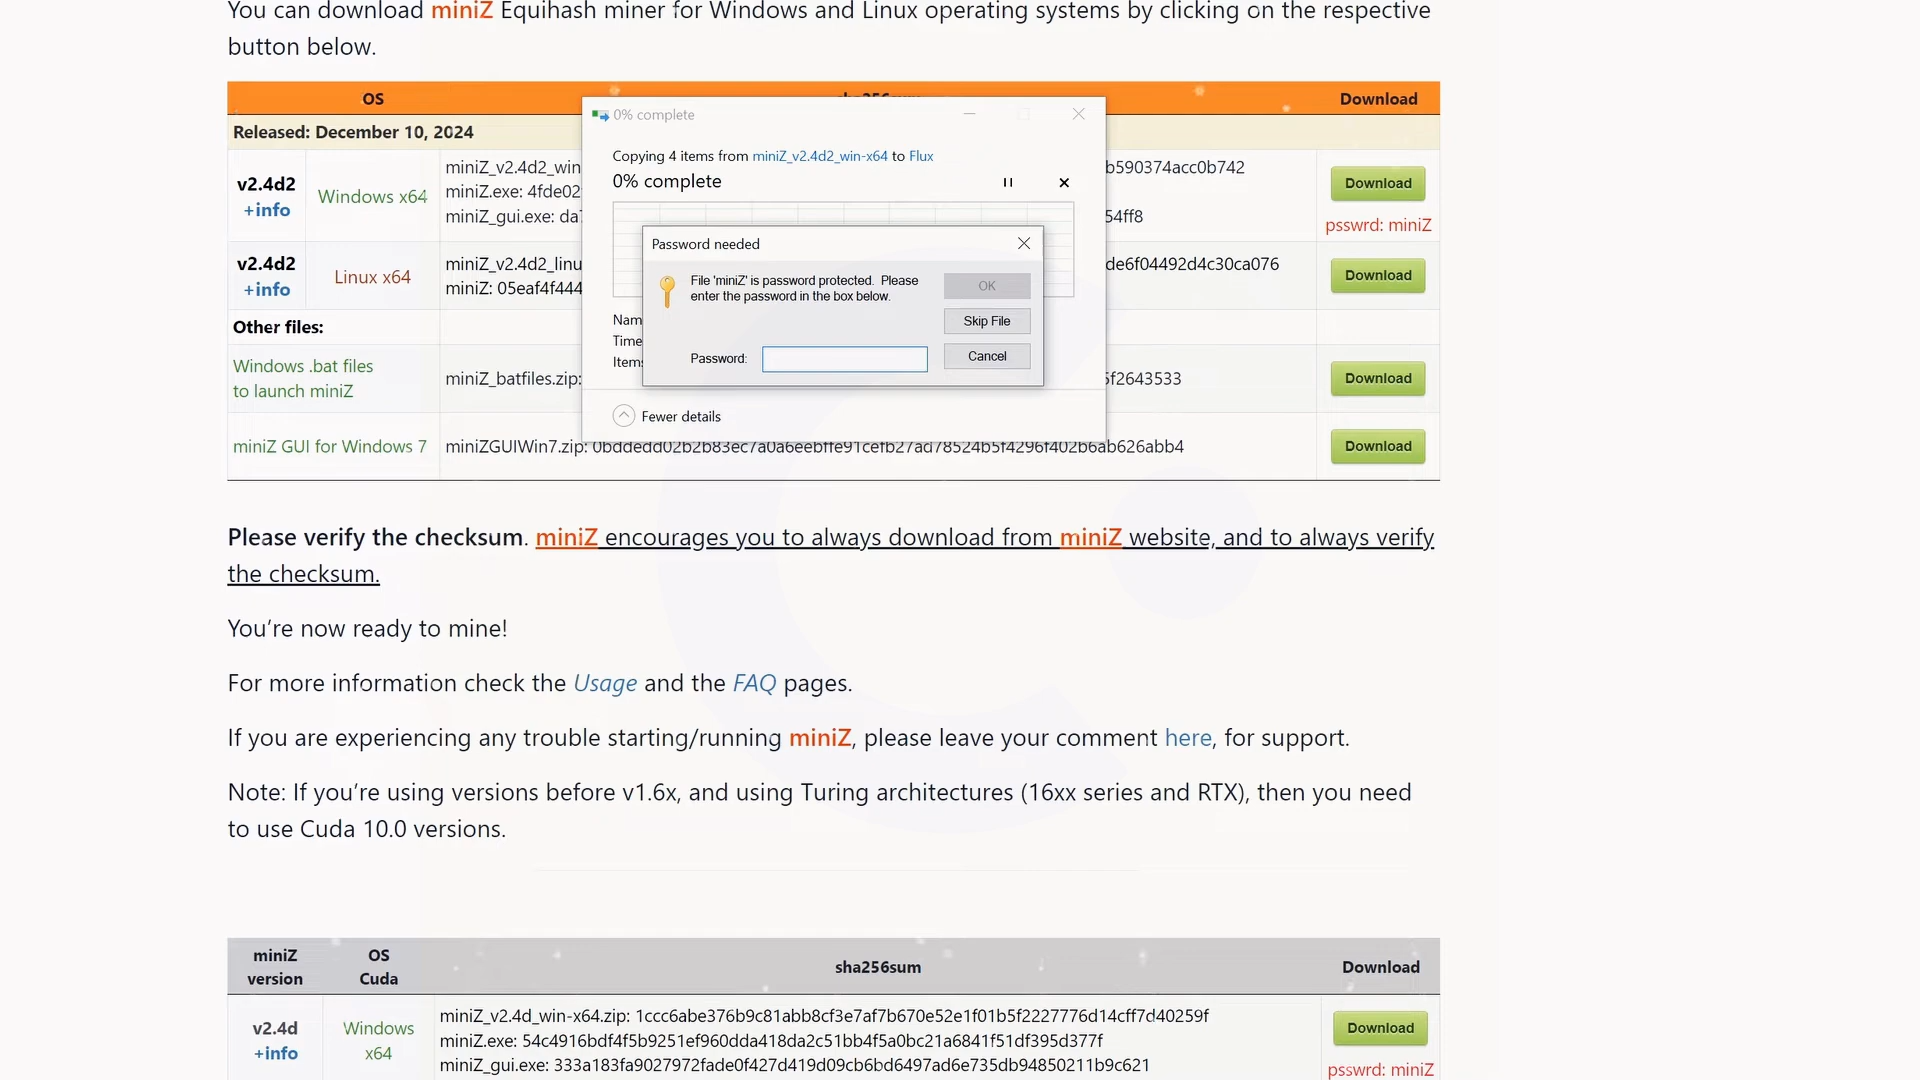 You can download miniZ Equihash miner for Windows and Linux operating systems by clicking on the respective
button below.
OS
Download
Released: December 10, 2024
v2.4d2
+info
Windows x64
miniZ_v2.4d2_win
miniZ.exe: 4fde02
miniZ_gui.exe: da
b590374acc0b742
54ff8
Download
psswrd: miniZ
v2.4d2
+info
Linux x64
miniZ_v2.4d2_linu
miniZ: 05eaf4f444
de6f04492d4c30ca076
Download
Other files:
Windows .bat files
to launch miniZ
miniZ_batfiles.zip:
5f2643533
Download
miniZ GUI for Windows 7
miniZGUIWin7.zip: 0bddedd02b2b83ec7a0a6eebffe91cefb27ad78524b5f4296f402b6ab626abb4
Download
0% complete
Copying 4 items from miniZ_v2.4d2_win-x64 to Flux
0% complete
Nam
Time
Items
Fewer details
Password needed
File 'miniZ' is password protected. Please
enter the password in the box below.
OK
Skip File
Password:
Cancel
Please verify the checksum. miniZ encourages you to always download from miniZ website, and to always verify
the checksum.
You’re now ready to mine!
For more information check the Usage and the FAQ pages.
If you are experiencing any trouble starting/running miniZ, please leave your comment here, for support.
Note: If you’re using versions before v1.6x, and using Turing architectures (16xx series and RTX), then you need
to use Cuda 10.0 versions.
miniZ
version
OS
Cuda
sha256sum
Download
v2.4d
+info
Windows
x64
miniZ_v2.4d_win-x64.zip: 1ccc6abe376b9c81abb8cf3e7af7b670e52e1f01b5f2227776d14cff7d40259f
miniZ.exe: 54c4916bdf4f5b9251ef960dda418da2c51bb4f5a0bc21a6841f51df395d377f
miniZ_gui.exe: 333a183fa9027972fade0f427d419d09cb6bd6497ad6e735db94850211b9c621
Download
psswrd: miniZ